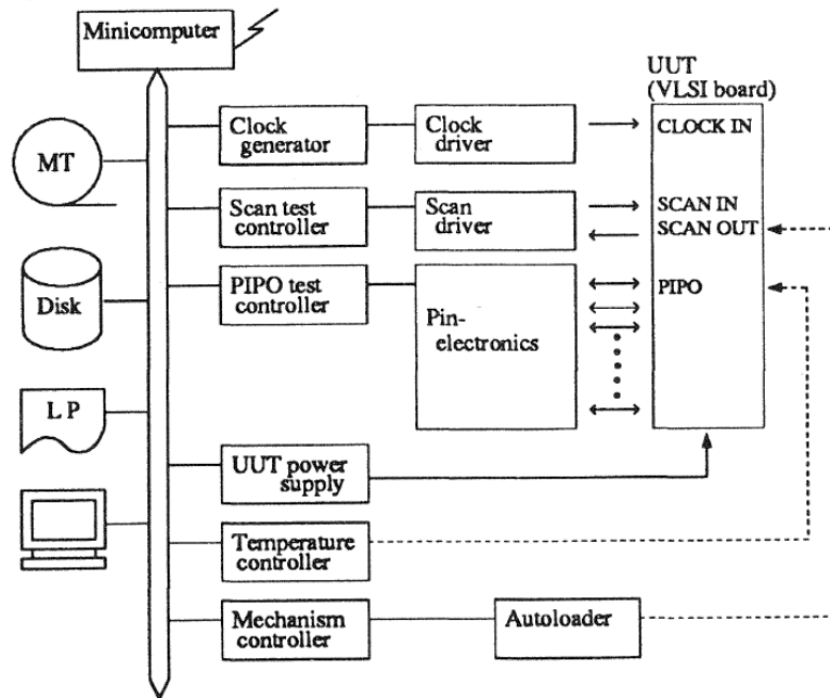 Minicomputer
UUT
(VLSI board)
Clock
generator
Clock
driver
CLOCK IN
MT
Scan test
controller
Scan
driver
SCAN IN
SCAN OUT
Disk
PIPO test
controller
Pin-
electronics
PIPO
L P
UUT power
supply
Temperature
controller
Mechanism
controller
Autoloader